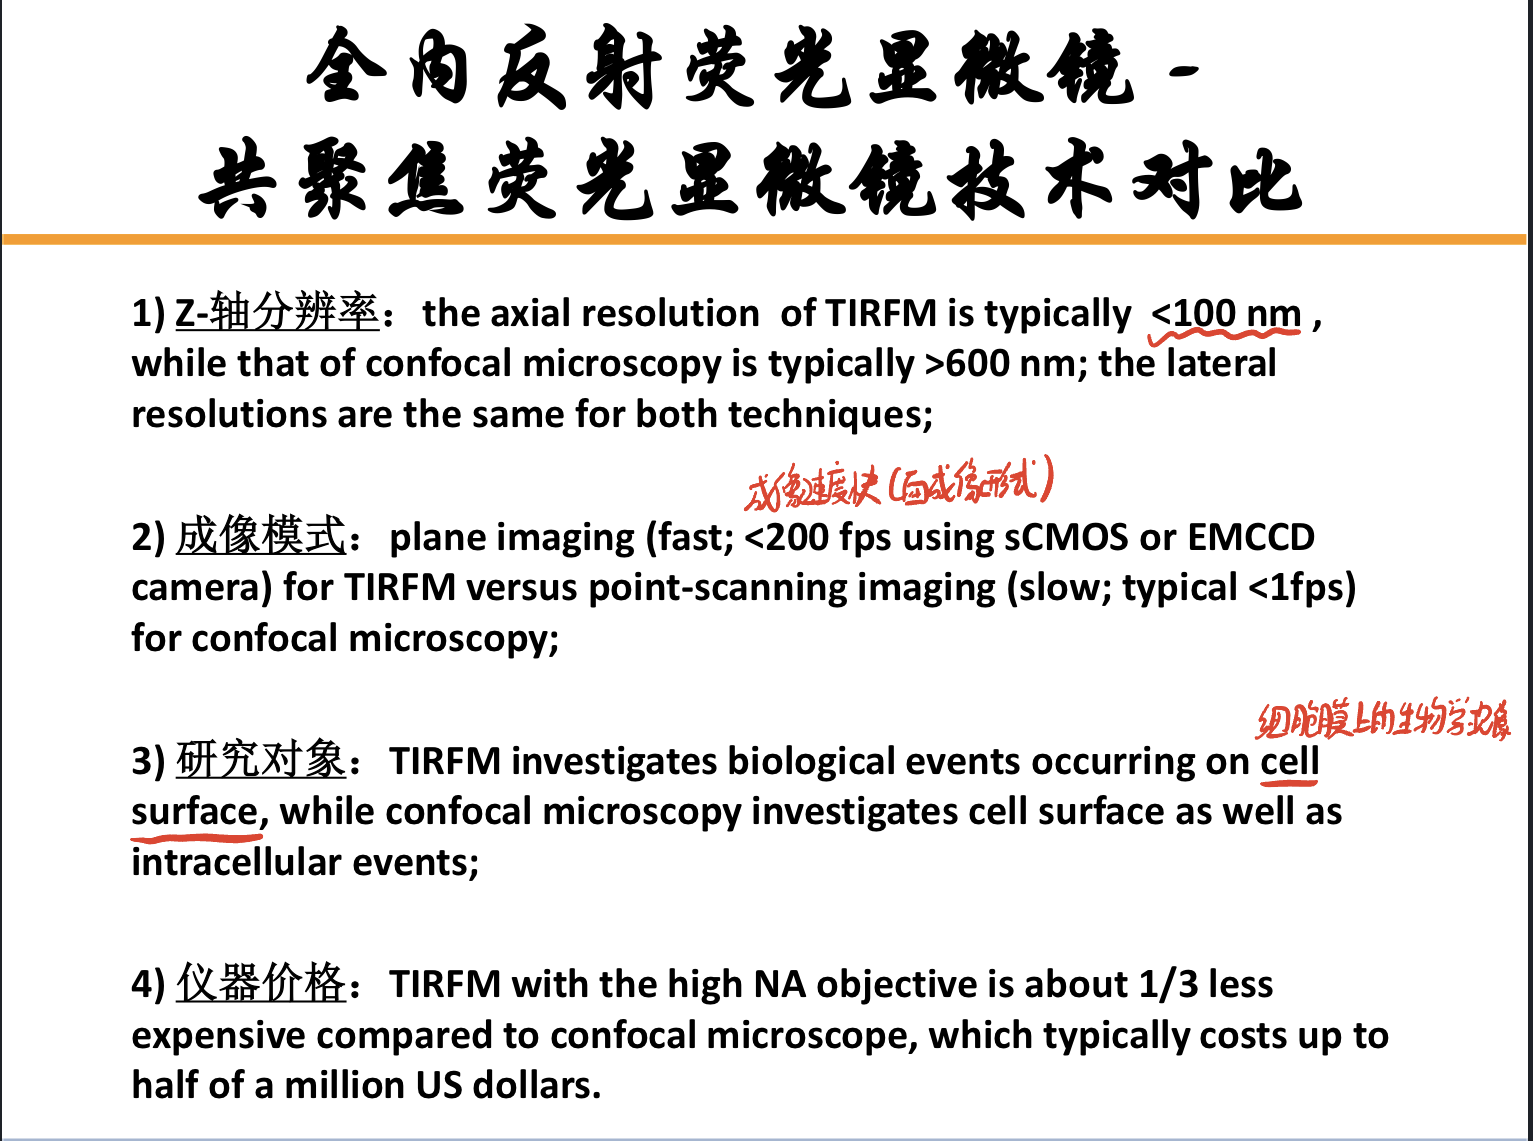 全内反射荧光显微镜 -
共聚焦荧光显微镜技术对比
1) Z-轴分辨率：the axial resolution of TIRFM is typically <100 nm ,
while that of confocal microscopy is typically >600 nm; the lateral
resolutions are the same for both techniques;
成像速度快(面成像形式)
2) 成像模式：plane imaging (fast; <200 fps using sCMOS or EMCCD
camera) for TIRFM versus point-scanning imaging (slow; typical <1fps)
for confocal microscopy;
细胞膜上的生物学现象
3) 研究对象：TIRFM investigates biological events occurring on cell
surface, while confocal microscopy investigates cell surface as well as
intracellular events;
4) 仪器价格：TIRFM with the high NA objective is about 1/3 less
expensive compared to confocal microscope, which typically costs up to
half of a million US dollars.